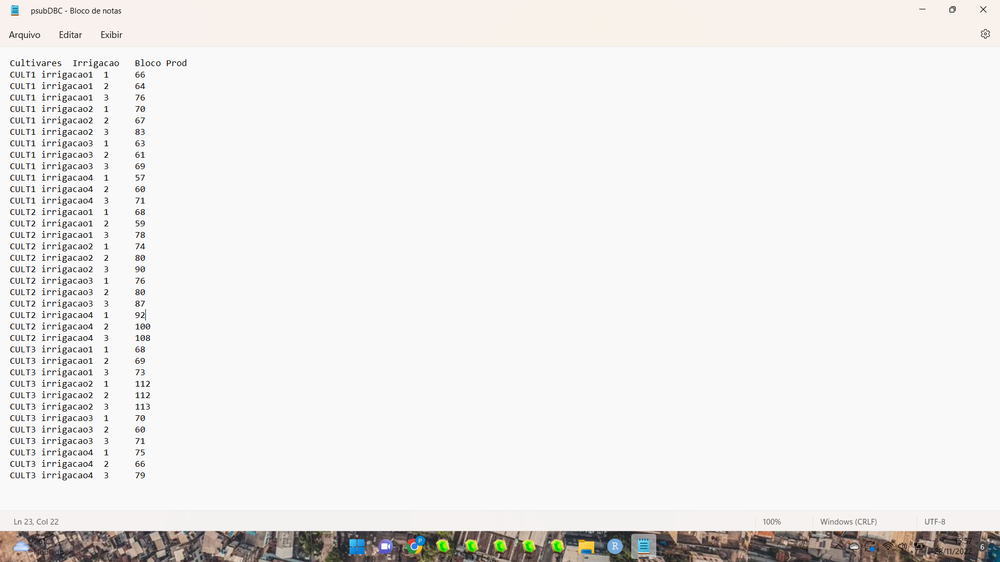 psubDBC - Bloco de notas
Arquivo Editar Exibir
Cultivares Irrigacao Bloco Prod
CULT1 irrigacao1 1 66
CULT1 irrigacao1 2 64
CULT1 irrigacao1 3 76
CULT1 irrigacao2 1 70
CULT1 irrigacao2 2 67
CULT1 irrigacao2 3 83
CULT1 irrigacao3 1 63
CULT1 irrigacao3 2 61
CULT1 irrigacao3 3 69
CULT1 irrigacao4 1 57
CULT1 irrigacao4 2 60
CULT1 irrigacao4 3 71
CULT2 irrigacao1 1 68
CULT2 irrigacao1 2 59
CULT2 irrigacao1 3 78
CULT2 irrigacao2 1 74
CULT2 irrigacao2 2 80
CULT2 irrigacao2 3 90
CULT2 irrigacao3 1 76
CULT2 irrigacao3 2 80
CULT2 irrigacao3 3 87
CULT2 irrigacao4 1 92
CULT2 irrigacao4 2 100
CULT2 irrigacao4 3 108
CULT3 irrigacao1 1 68
CULT3 irrigacao1 2 69
CULT3 irrigacao1 3 73
CULT3 irrigacao2 1 112
CULT3 irrigacao2 2 112
CULT3 irrigacao2 3 113
CULT3 irrigacao3 1 70
CULT3 irrigacao3 2 60
CULT3 irrigacao3 3 71
CULT3 irrigacao4 1 75
CULT3 irrigacao4 2 66
CULT3 irrigacao4 3 79
Ln 23, Col 22 100% Windows (CRLF) UTF-8
26°C
Nublado
P
R
15:57
28/11/2022
6